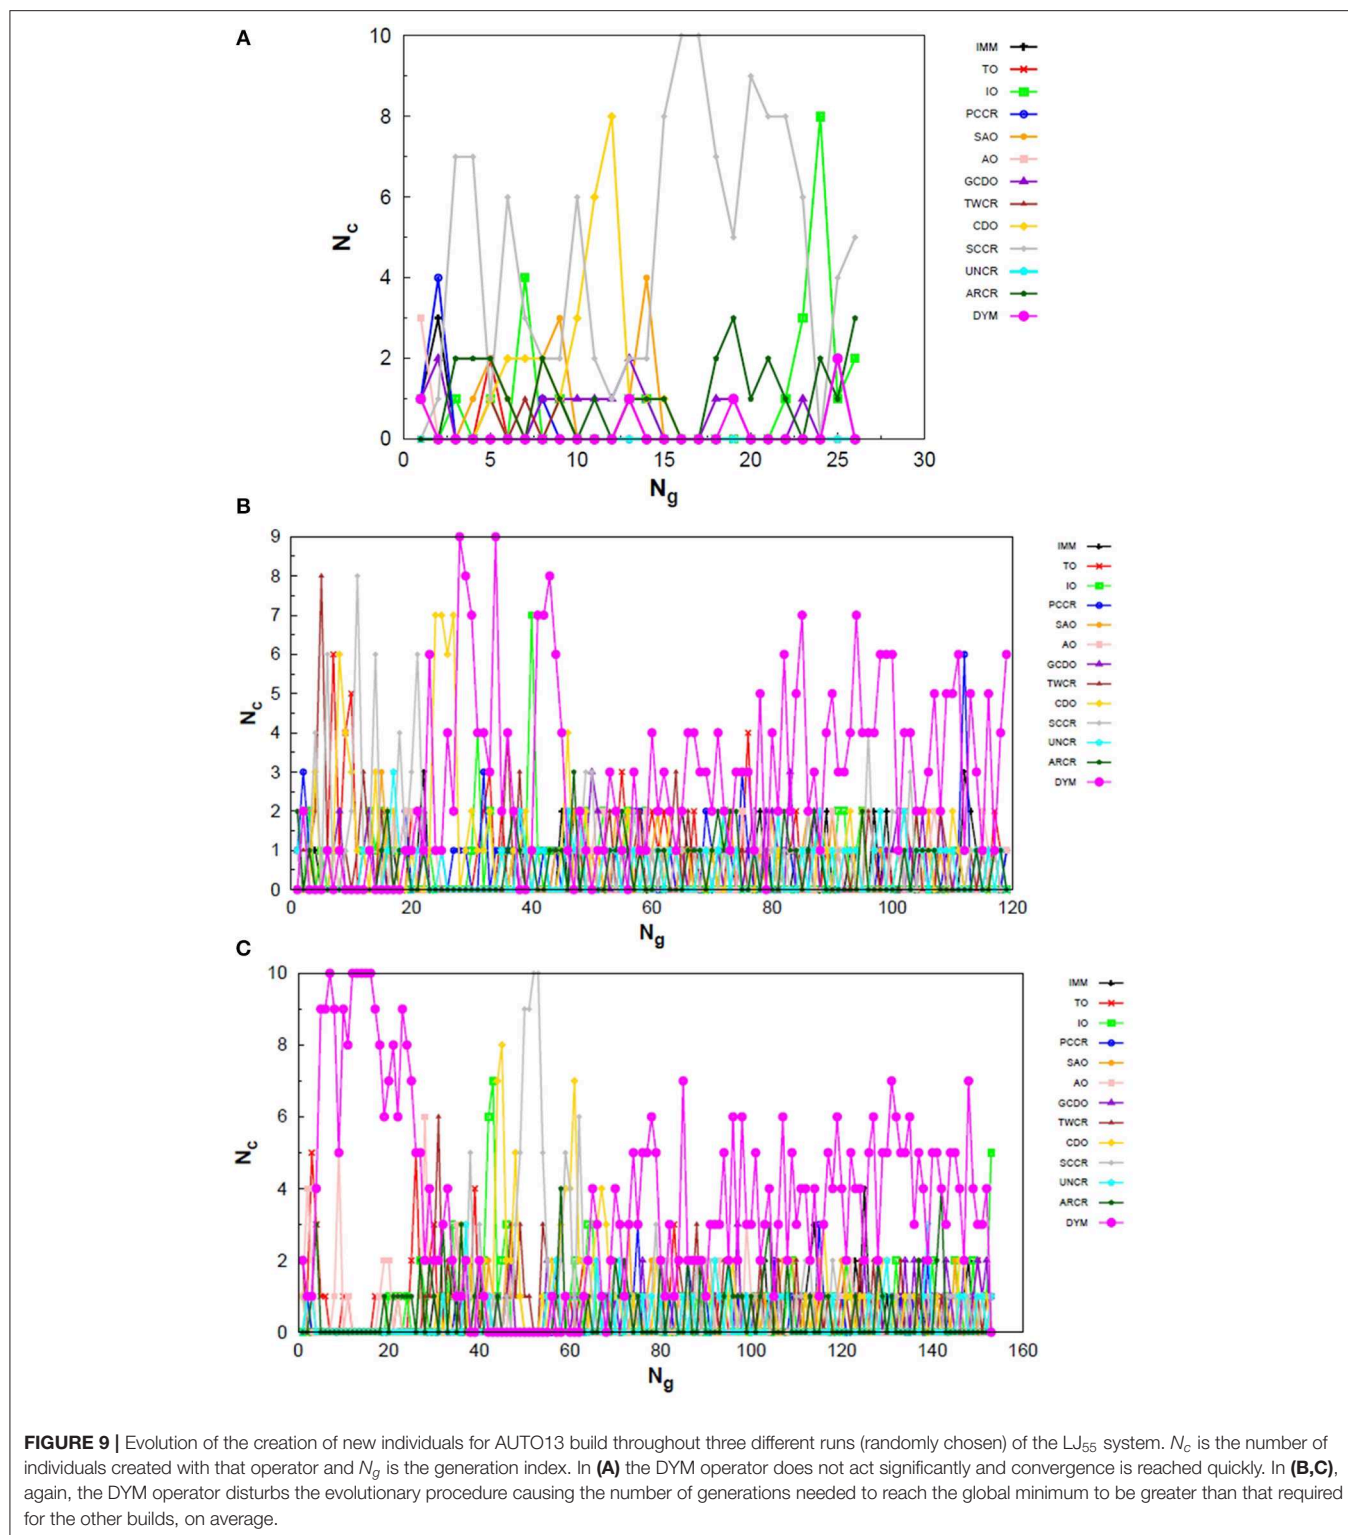 A
10
8
6
4
2
0
N_c
0 5 10 15 20 25 30
N_g
IMM
TO
IO
PCCR
SAO
AO
GCDO
TWCR
CDO
SCCR
UNCR
ARCR
DYM
B
9
8
7
6
5
4
3
2
1
0
N_c
0 20 40 60 80 100 120
N_g
IMM
TO
IO
PCCR
SAO
AO
GCDO
TWCR
CDO
SCCR
UNCR
ARCR
DYM
C
10
8
6
4
2
0
N_c
0 20 40 60 80 100 120 140 160
N_g
IMM
TO
IO
PCCR
SAO
AO
GCDO
TWCR
CDO
SCCR
UNCR
ARCR
DYM
FIGURE 9 | Evolution of the creation of new individuals for AUTO13 build throughout three different runs (randomly chosen) of the LJ₅₅ system. N_c is the number of
individuals created with that operator and N_g is the generation index. In (A) the DYM operator does not act significantly and convergence is reached quickly. In (B,C),
again, the DYM operator disturbs the evolutionary procedure causing the number of generations needed to reach the global minimum to be greater than that required
for the other builds, on average.